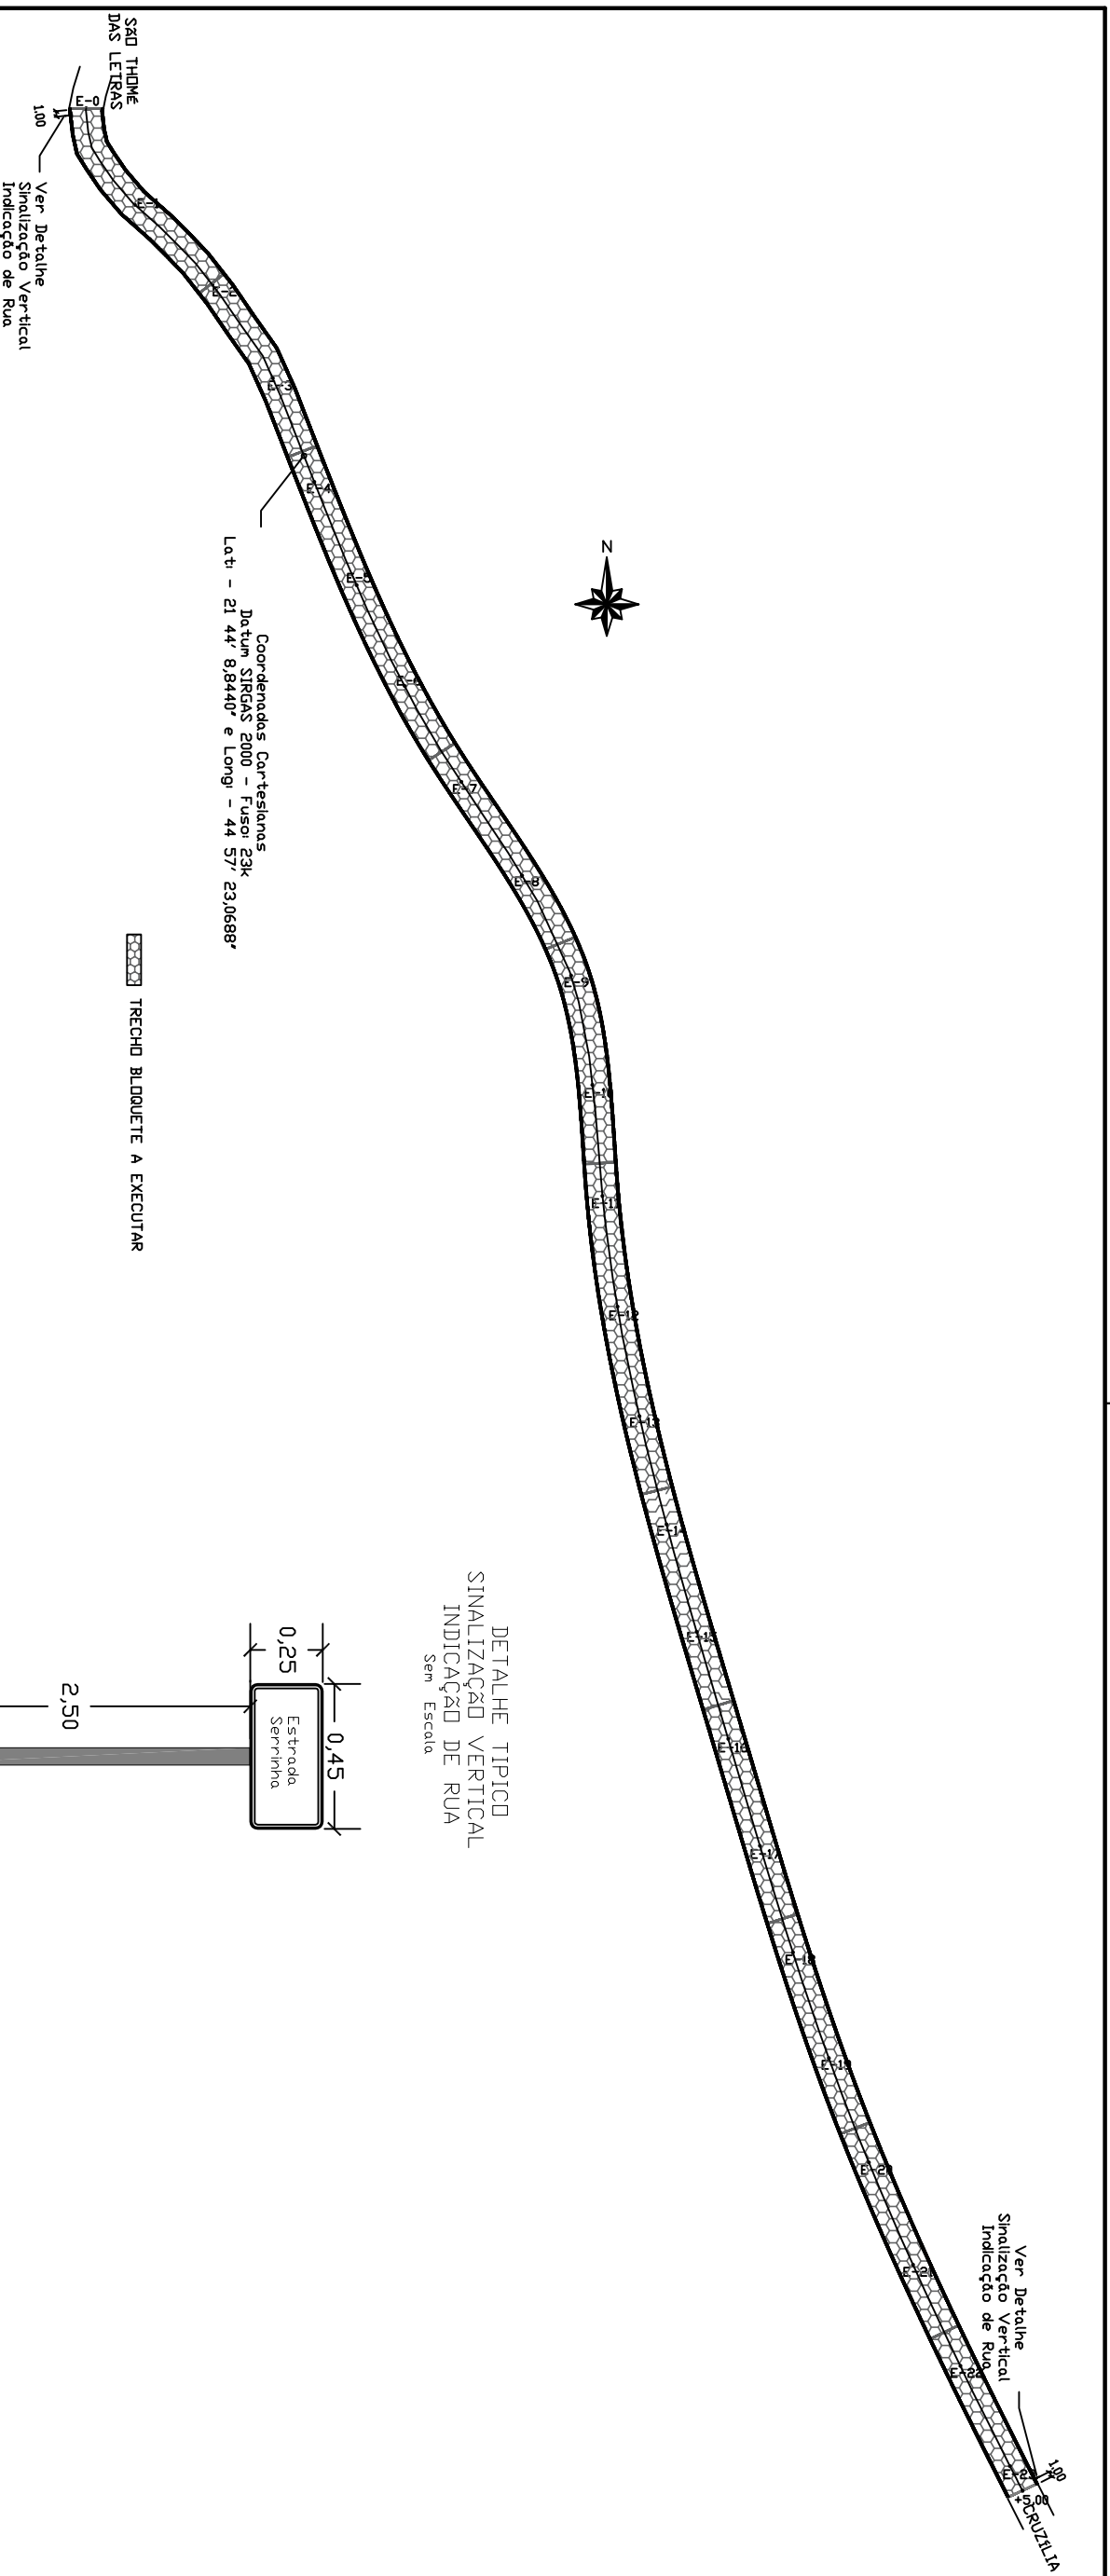 SÃO THOMÉ
DAS LETRAS
E-0
1.00
Ver Detalhe
Sinalização Vertical
Indicação de Rua
E-1
E-2
E-3
E-4
E-5
E-6
E-7
E-8
E-9
E-10
E-11
E-12
E-13
E-14
E-15
E-16
E-17
E-18
E-19
E-20
E-21
E-22
E-23
+5,00
CRUZÍLIA
1,00
Ver Detalhe
Sinalização Vertical
Indicação de Rua
N
Coordenadas Cartesianas
Datum SIRGAS 2000 - Fuso: 23k
Lat: - 21 44' 8,8440" e Long: - 44 57' 23,0688"
TRECHO BLOQUETE A EXECUTAR
DETALHE TIPICO
SINALIZAÇÃO VERTICAL
INDICAÇÃO DE RUA
Sem Escala
0,45
0,25
Estrada
Serrinha
2,50